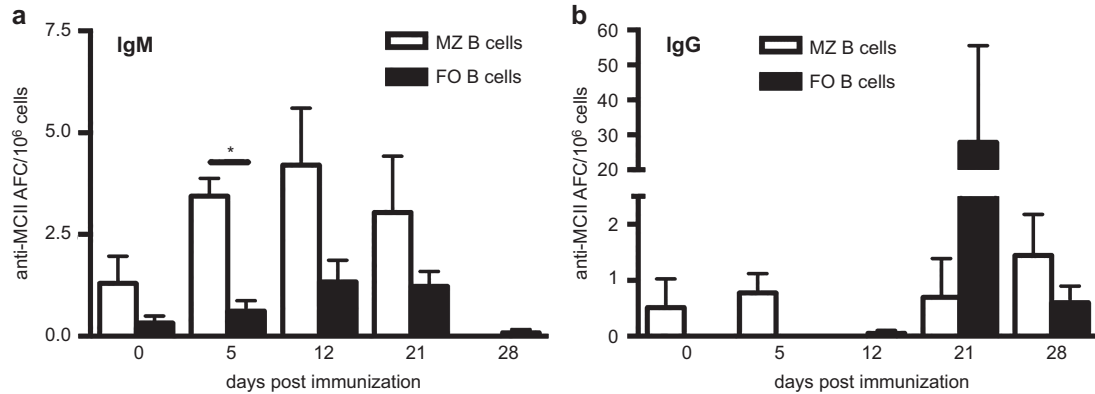 a
IgM
MZ B cells
FO B cells
anti-MCII AFC/10⁶ cells
7.5
5.0
2.5
0.0
*
0 5 12 21 28
days post immunization
b
IgG
MZ B cells
FO B cells
anti-MCII AFC/10⁶ cells
60
50
40
30
20
2
1
0
0 5 12 21 28
days post immunization